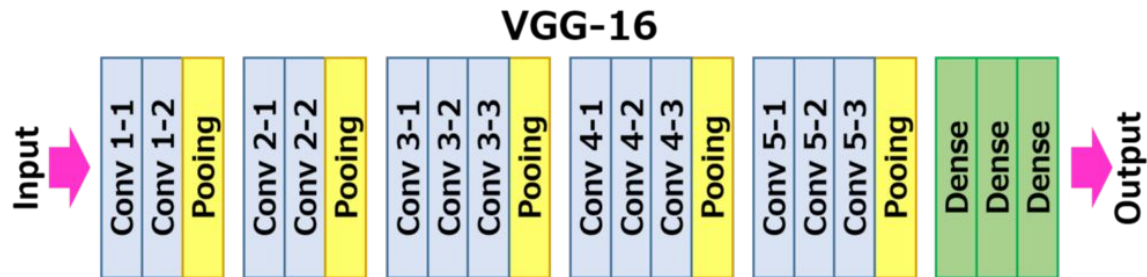 VGG-16
Input
Conv 1-1
Conv 1-2
Pooing
Conv 2-1
Conv 2-2
Pooing
Conv 3-1
Conv 3-2
Conv 3-3
Pooing
Conv 4-1
Conv 4-2
Conv 4-3
Pooing
Conv 5-1
Conv 5-2
Conv 5-3
Pooing
Dense
Dense
Dense
Output